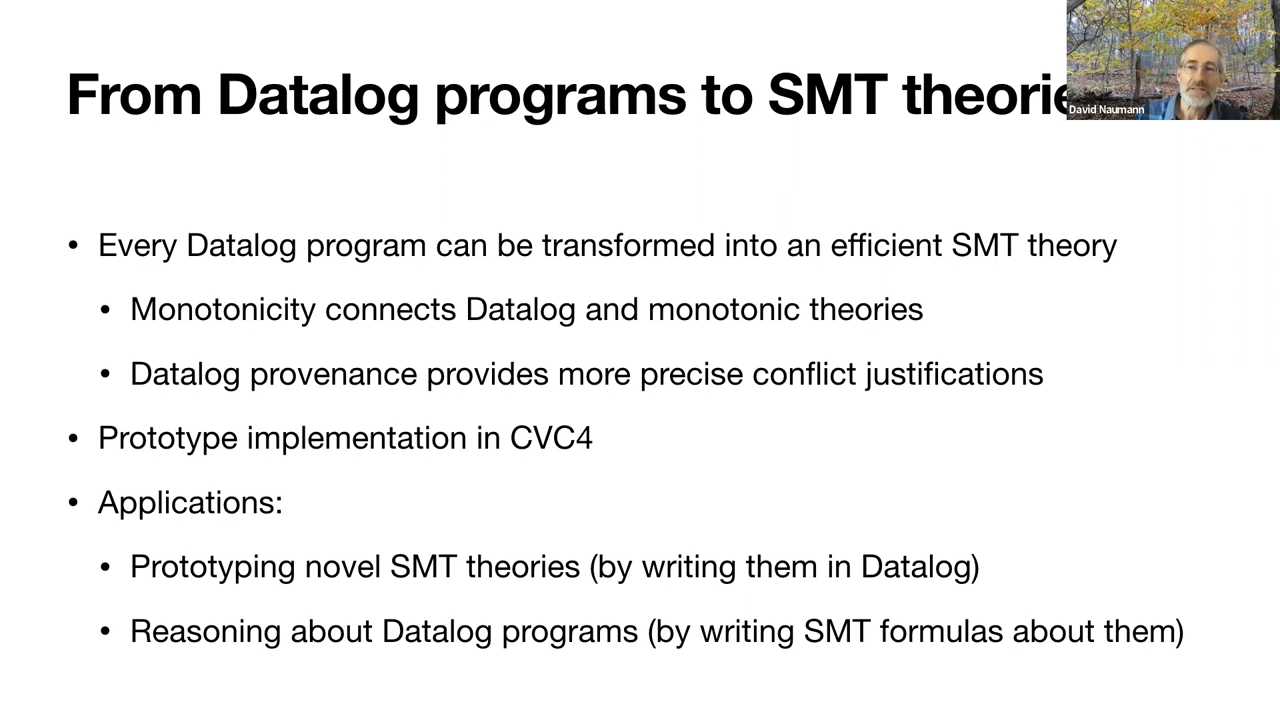 From Datalog programs to SMT theorie
David Naumann
• Every Datalog program can be transformed into an efficient SMT theory
• Monotonicity connects Datalog and monotonic theories
• Datalog provenance provides more precise conflict justifications
• Prototype implementation in CVC4
• Applications:
• Prototyping novel SMT theories (by writing them in Datalog)
• Reasoning about Datalog programs (by writing SMT formulas about them)